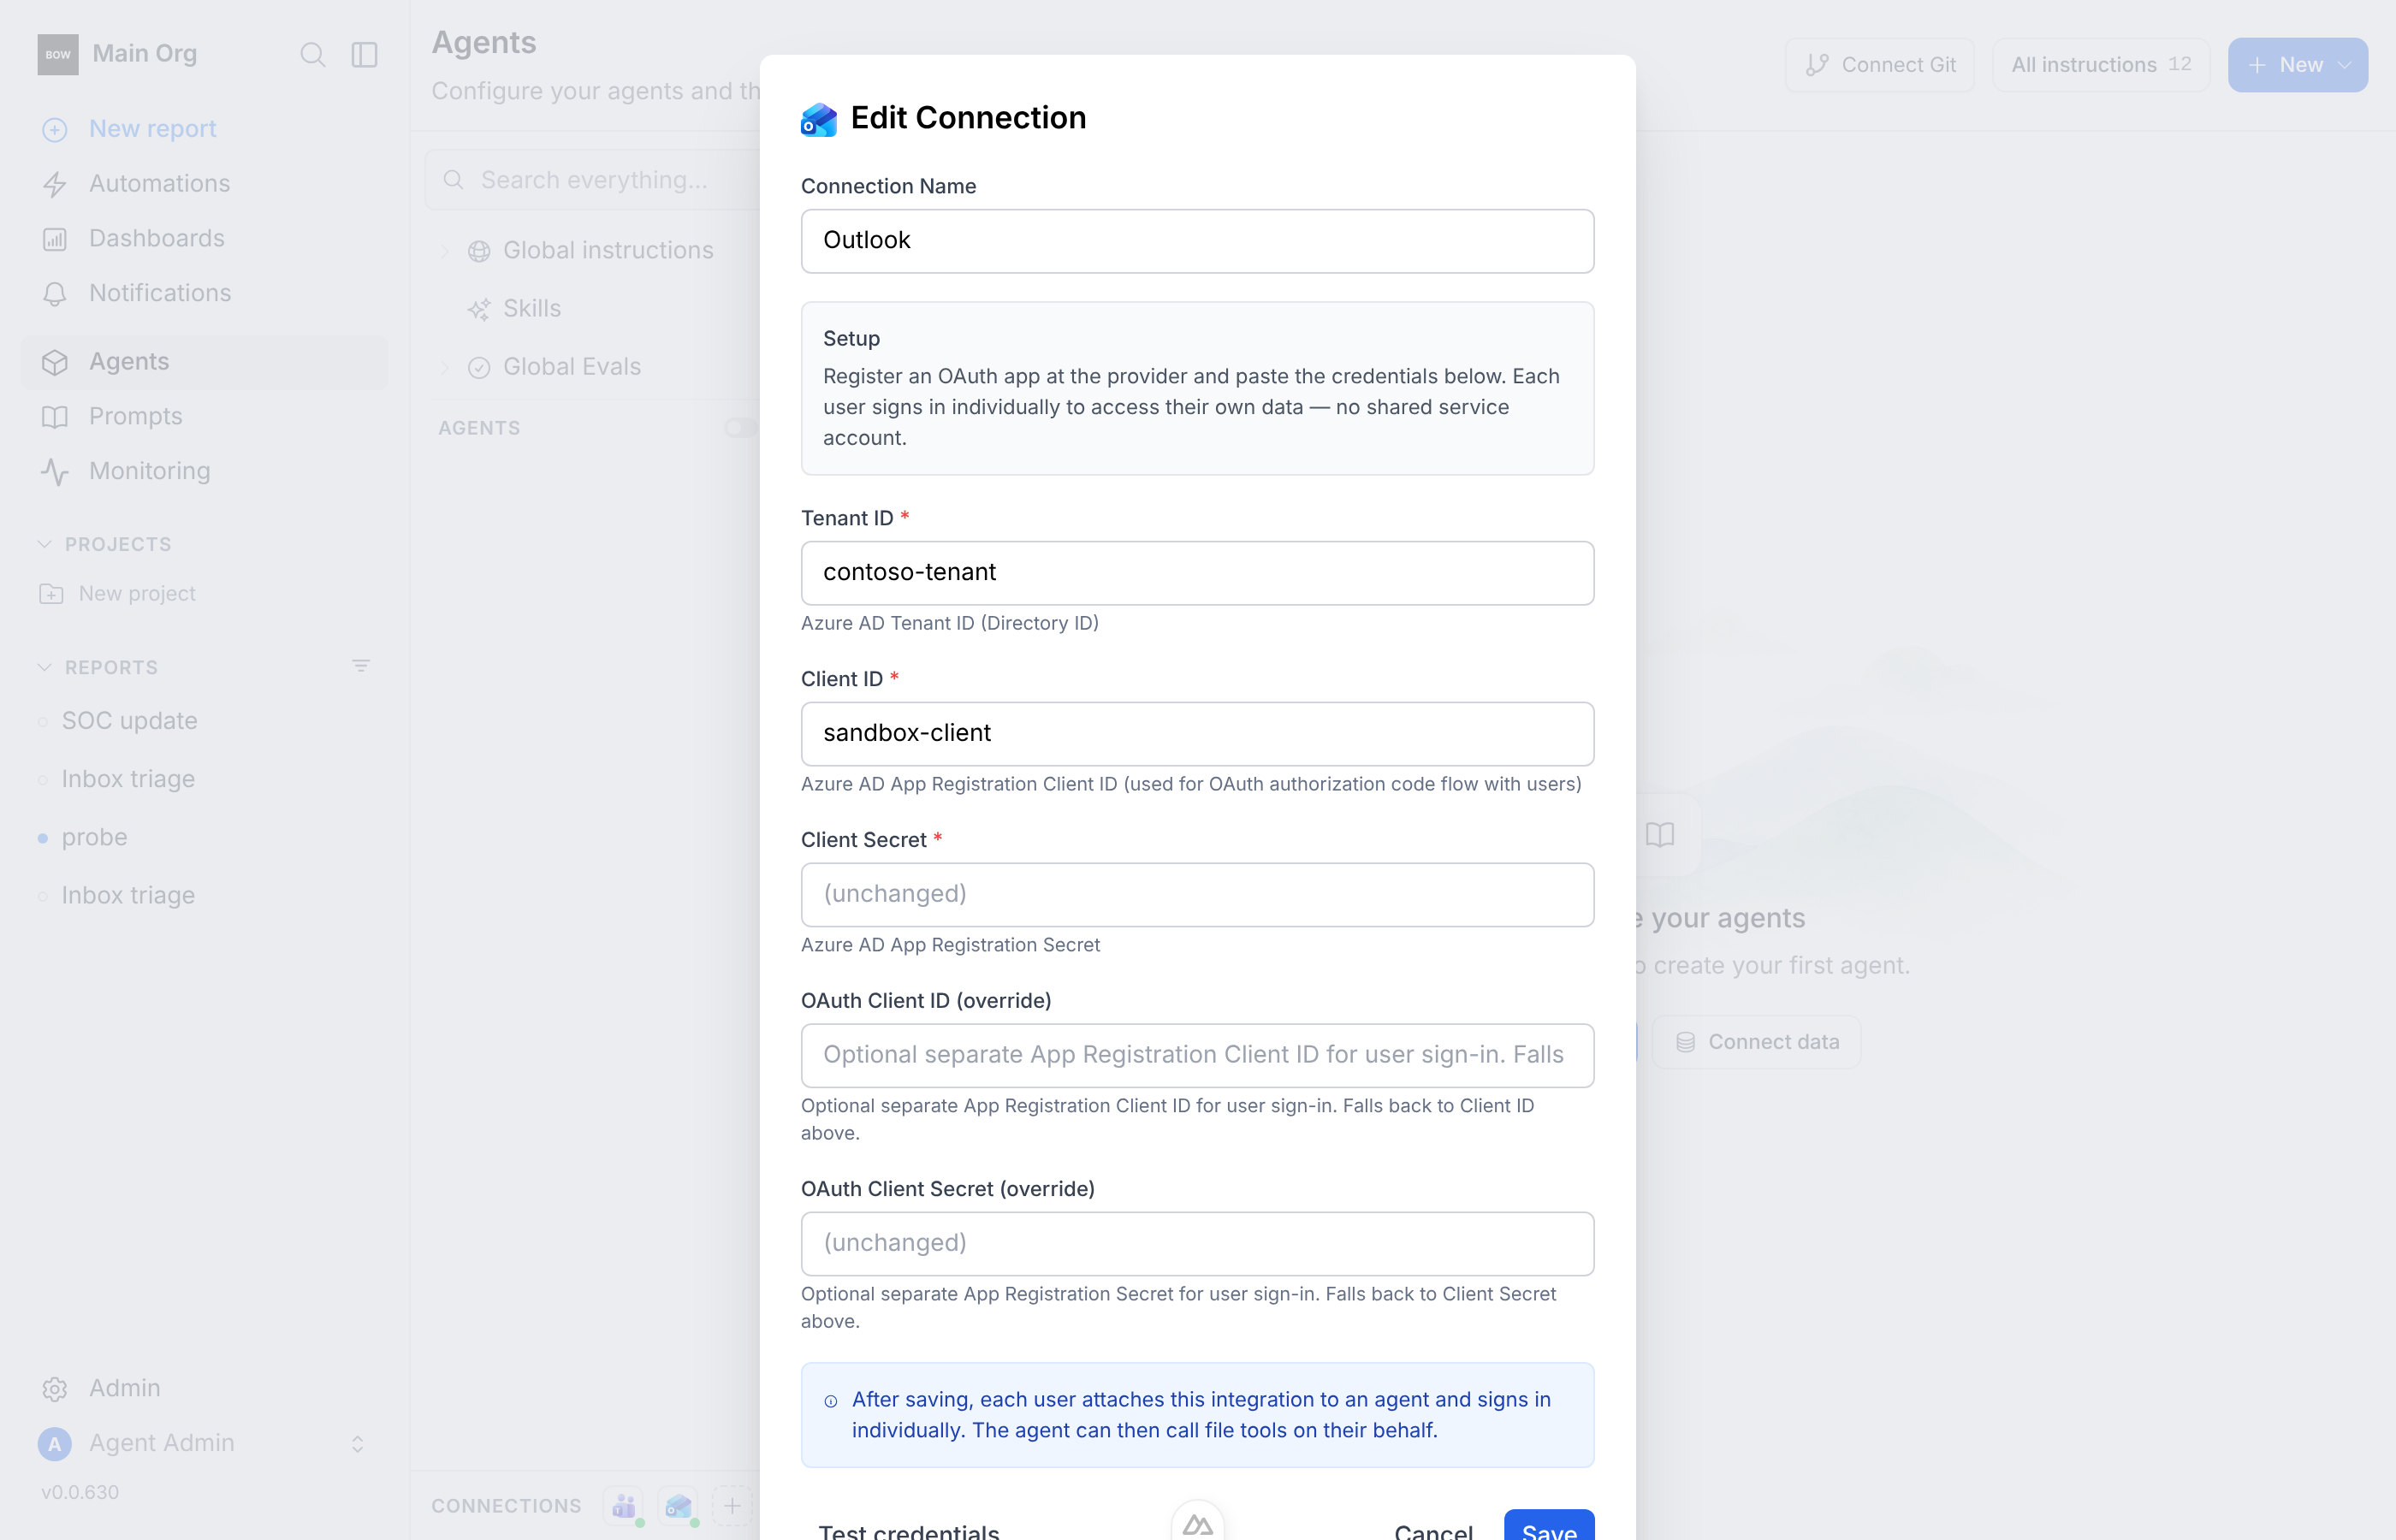 BOW
Main Org
New report
Automations
Dashboards
Notifications
Agents
Prompts
Monitoring
PROJECTS
New project
REPORTS
SOC update
Inbox triage
probe
Inbox triage
Admin
A
Agent Admin
v0.0.630
Agents
Configure your agents and th
Connect Git
All instructions 12
New
Search everything...
Global instructions
Skills
Global Evals
AGENTS
CONNECTIONS
Edit Connection
Connection Name
Outlook
Setup
Register an OAuth app at the provider and paste the credentials below. Each
user signs in individually to access their own data — no shared service
account.
Tenant ID *
contoso-tenant
Azure AD Tenant ID (Directory ID)
Client ID *
sandbox-client
Azure AD App Registration Client ID (used for OAuth authorization code flow with users)
Client Secret *
(unchanged)
Azure AD App Registration Secret
OAuth Client ID (override)
Optional separate App Registration Client ID for user sign-in. Falls
Optional separate App Registration Client ID for user sign-in. Falls back to Client ID
above.
OAuth Client Secret (override)
(unchanged)
Optional separate App Registration Secret for user sign-in. Falls back to Client Secret
above.
After saving, each user attaches this integration to an agent and signs in
individually. The agent can then call file tools on their behalf.
Test credentials
Cancel
Save
your agents
create your first agent.
Connect data